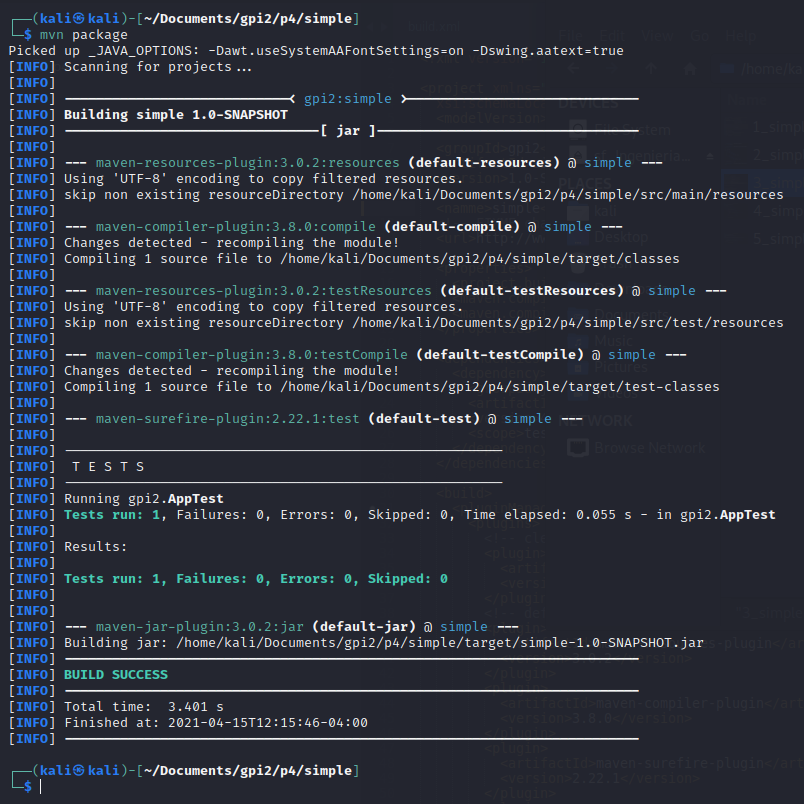 ┌──(kali㉿kali)-[~/Documents/gpi2/p4/simple]
└─$ mvn package
Picked up _JAVA_OPTIONS: -Dawt.useSystemAAFontSettings=on -Dswing.aatext=true
[INFO] Scanning for projects...
[INFO]
[INFO] -----------------------------< gpi2:simple >-----------------------------
[INFO] Building simple 1.0-SNAPSHOT
[INFO] --------------------------------[ jar ]---------------------------------
[INFO]
[INFO] --- maven-resources-plugin:3.0.2:resources (default-resources) @ simple ---
[INFO] Using 'UTF-8' encoding to copy filtered resources.
[INFO] skip non existing resourceDirectory /home/kali/Documents/gpi2/p4/simple/src/main/resources
[INFO]
[INFO] --- maven-compiler-plugin:3.8.0:compile (default-compile) @ simple ---
[INFO] Changes detected - recompiling the module!
[INFO] Compiling 1 source file to /home/kali/Documents/gpi2/p4/simple/target/classes
[INFO]
[INFO] --- maven-resources-plugin:3.0.2:testResources (default-testResources) @ simple ---
[INFO] Using 'UTF-8' encoding to copy filtered resources.
[INFO] skip non existing resourceDirectory /home/kali/Documents/gpi2/p4/simple/src/test/resources
[INFO]
[INFO] --- maven-compiler-plugin:3.8.0:testCompile (default-testCompile) @ simple ---
[INFO] Changes detected - recompiling the module!
[INFO] Compiling 1 source file to /home/kali/Documents/gpi2/p4/simple/target/test-classes
[INFO]
[INFO] --- maven-surefire-plugin:2.22.1:test (default-test) @ simple ---
[INFO]
[INFO] -------------------------------------------------------
[INFO]  T E S T S
[INFO] -------------------------------------------------------
[INFO] Running gpi2.AppTest
[INFO] Tests run: 1, Failures: 0, Errors: 0, Skipped: 0, Time elapsed: 0.055 s - in gpi2.AppTest
[INFO]
[INFO] Results:
[INFO]
[INFO] Tests run: 1, Failures: 0, Errors: 0, Skipped: 0
[INFO]
[INFO]
[INFO] --- maven-jar-plugin:3.0.2:jar (default-jar) @ simple ---
[INFO] Building jar: /home/kali/Documents/gpi2/p4/simple/target/simple-1.0-SNAPSHOT.jar
[INFO] ------------------------------------------------------------------------
[INFO] BUILD SUCCESS
[INFO] ------------------------------------------------------------------------
[INFO] Total time:  3.401 s
[INFO] Finished at: 2021-04-15T12:15:46-04:00
[INFO] ------------------------------------------------------------------------
┌──(kali㉿kali)-[~/Documents/gpi2/p4/simple]
└─$